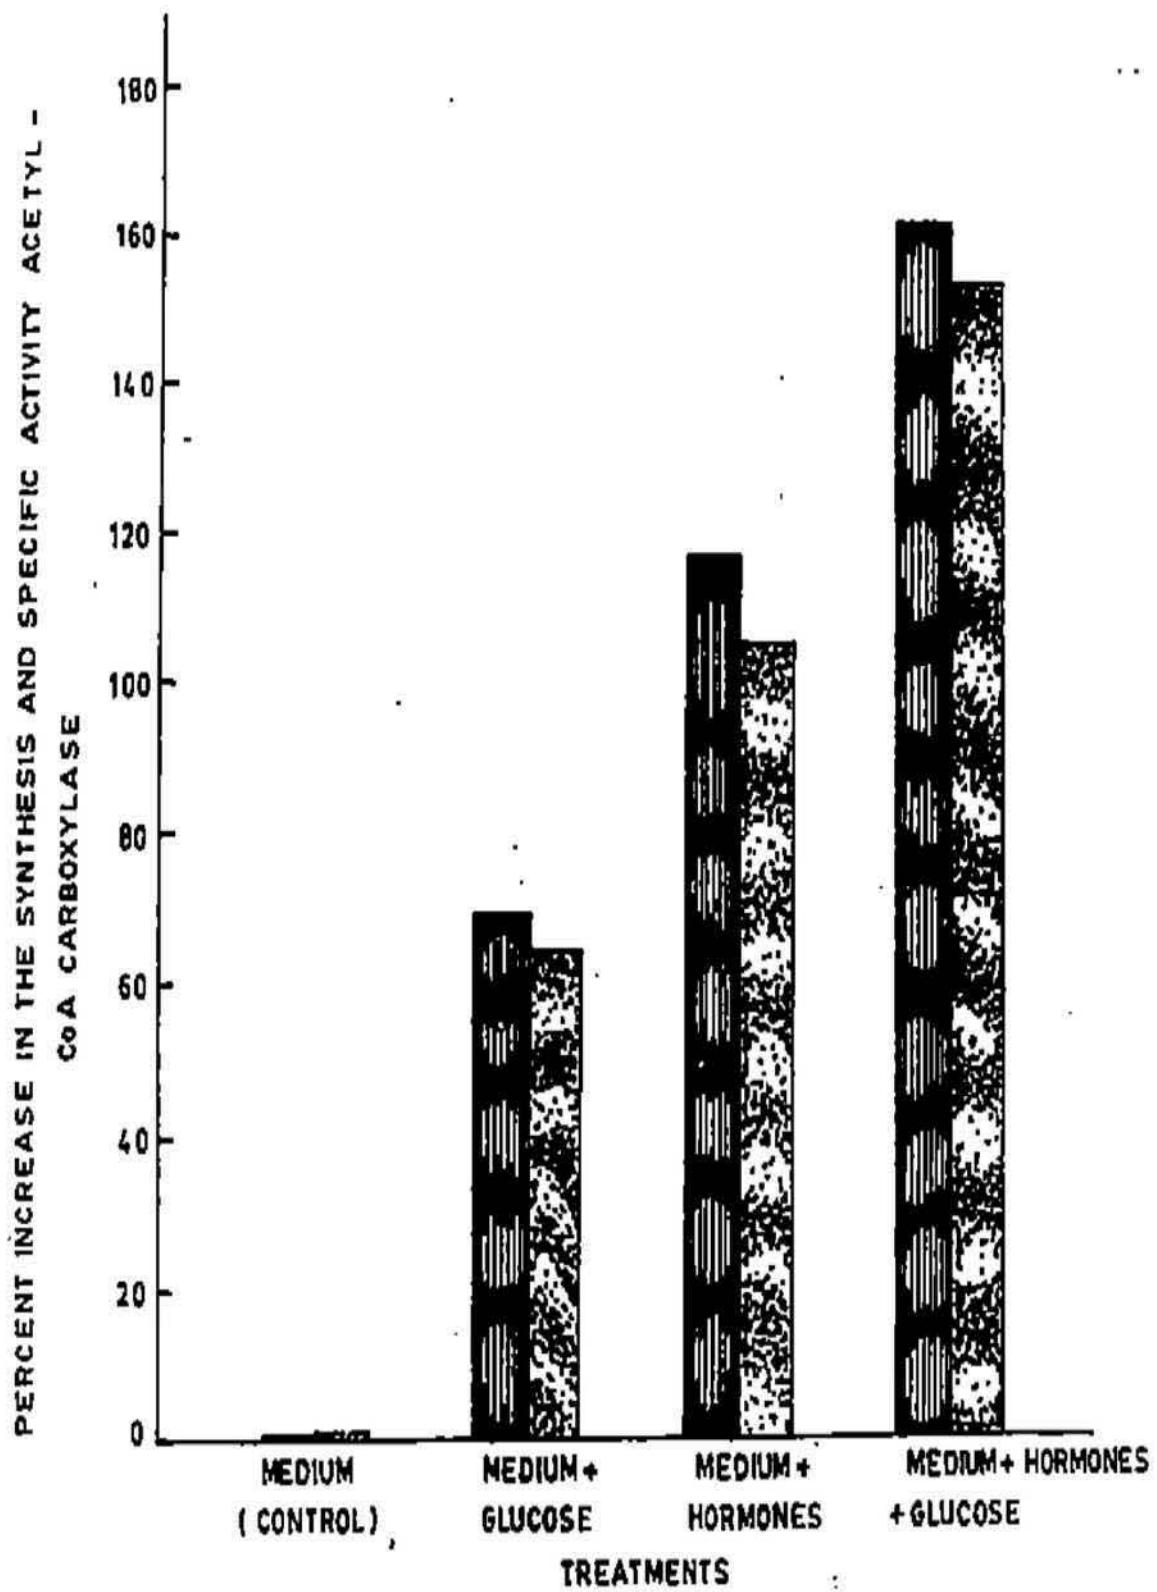 PERCENT INCREASE IN THE SYNTHESIS AND SPECIFIC ACTIVITY ACETYL -
CoA CARBOXYLASE
180
160
140
120
100
80
60
40
20
0
MEDIUM
( CONTROL)
MEDIUM +
GLUCOSE
MEDIUM +
HORMONES
MEDIUM + HORMONES
+ GLUCOSE
TREATMENTS